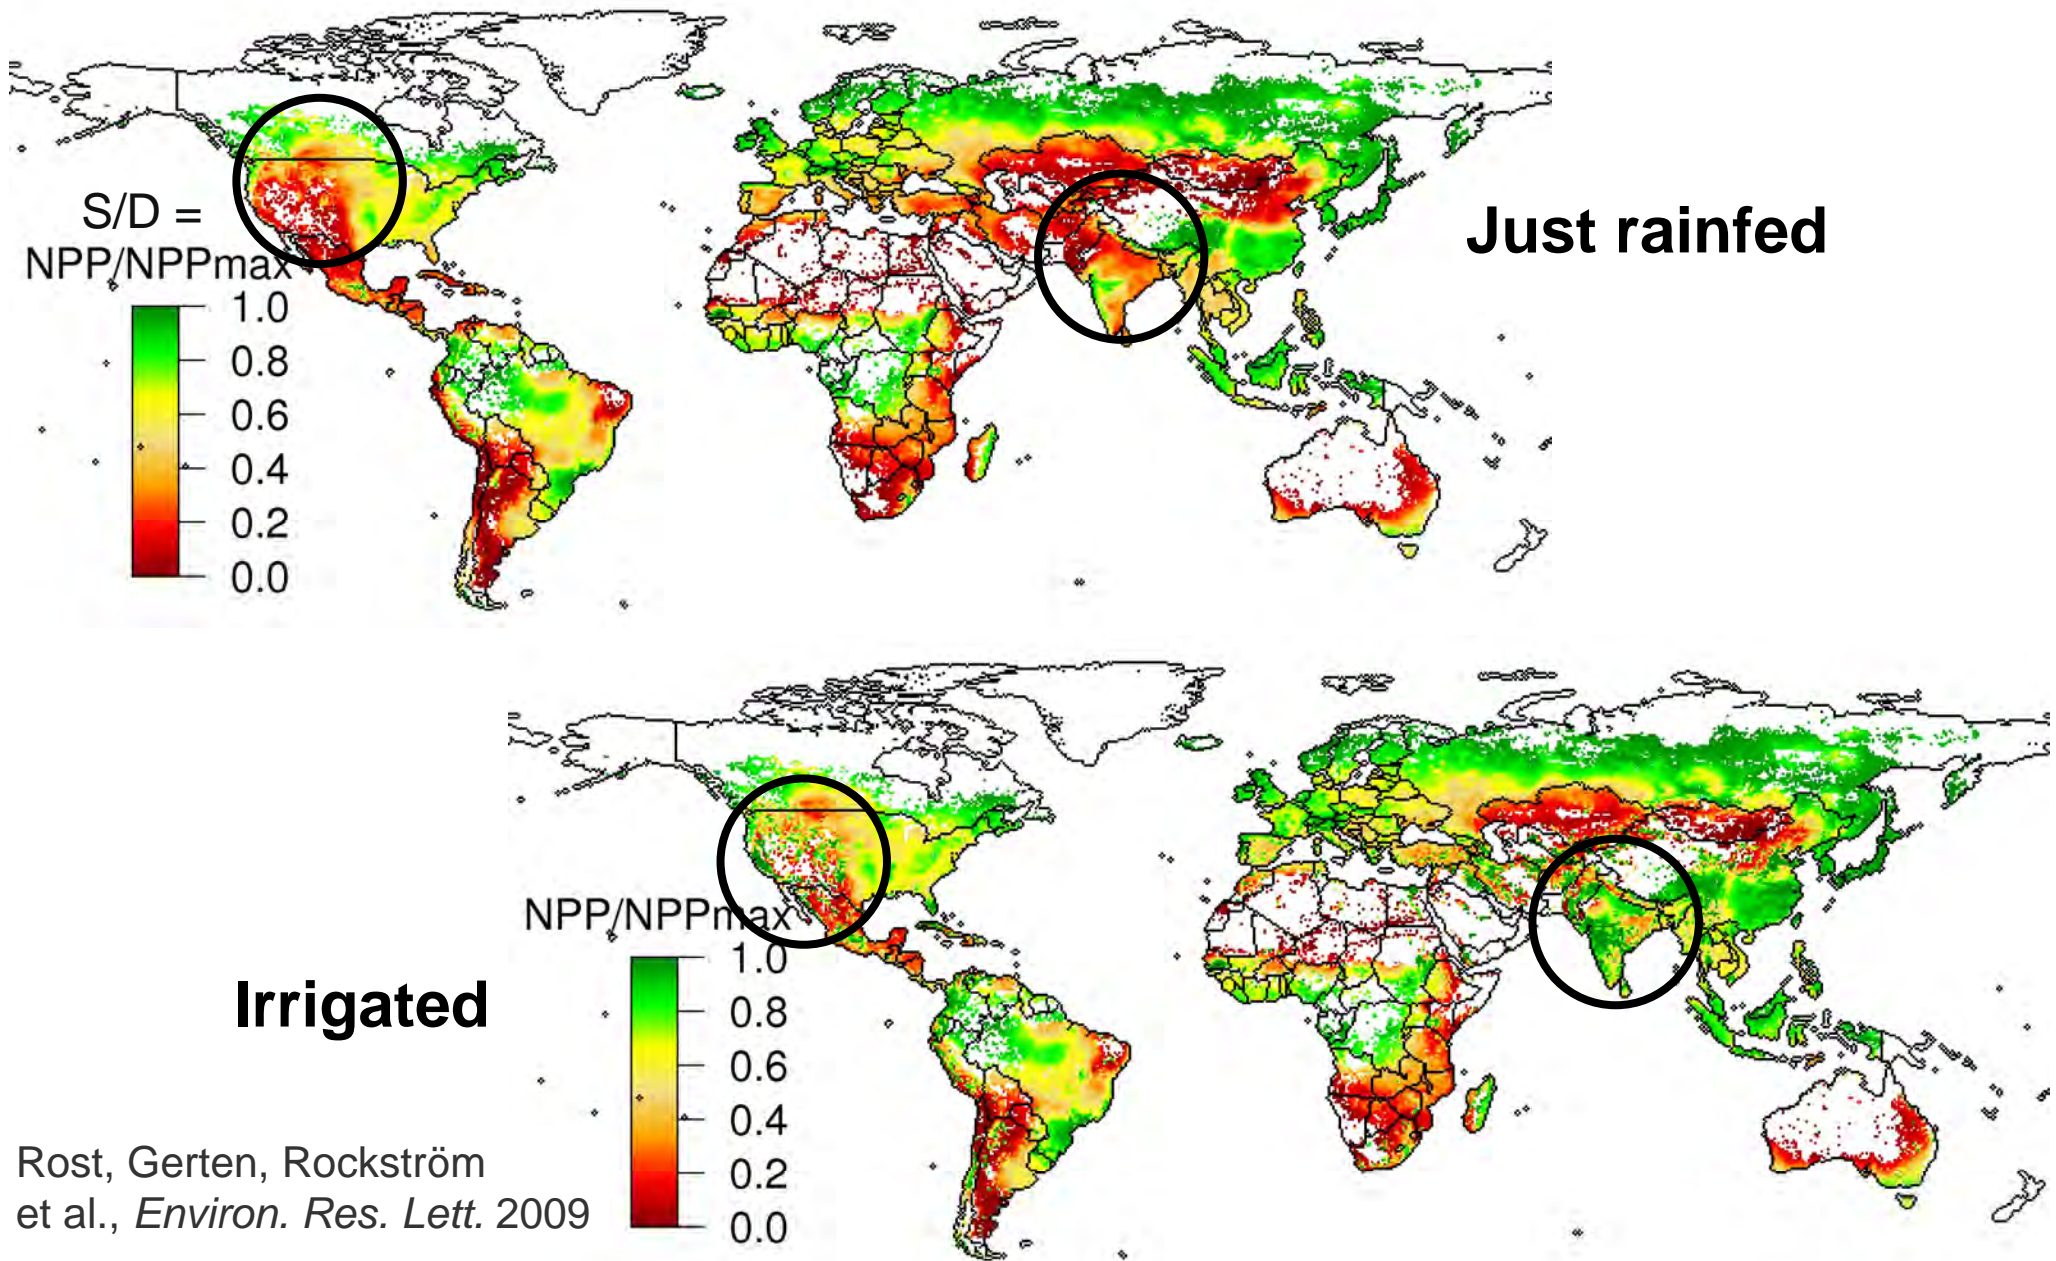 Just rainfed
S/D =
NPP/NPPmax
1.0
0.8
0.6
0.4
0.2
0.0
Irrigated
NPP/NPPmax
1.0
0.8
0.6
0.4
0.2
0.0
Rost, Gerten, Rockström
et al., Environ. Res. Lett. 2009